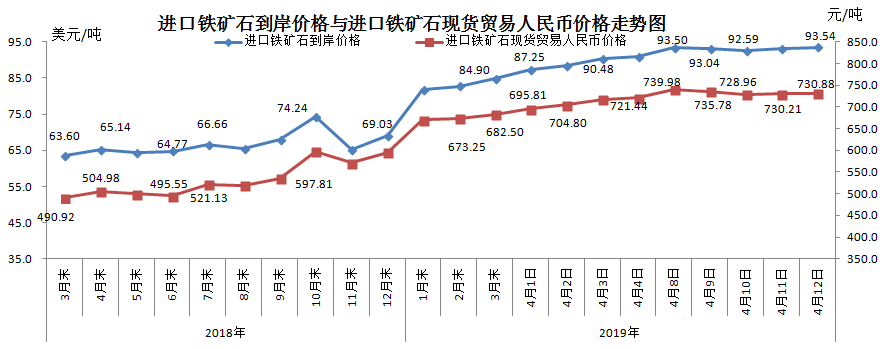 进口铁矿石到岸价格与进口铁矿石现货贸易人民币价格走势图
美元/吨
元/吨
进口铁矿石到岸价格
进口铁矿石现货贸易人民币价格
95.0
85.0
75.0
65.0
55.0
45.0
35.0
850.0
800.0
750.0
700.0
650.0
600.0
550.0
500.0
450.0
400.0
350.0
63.60
65.14
64.77
66.66
74.24
69.03
84.90
87.25
90.48
93.50
93.04
92.59
93.54
490.92
504.98
495.55
521.13
597.81
673.25
682.50
695.81
704.80
721.44
739.98
735.78
728.96
730.21
730.88
3月末
4月末
5月末
6月末
7月末
8月末
9月末
10月末
11月末
12月末
1月末
2月末
3月末
4月1日
4月2日
4月3日
4月4日
4月8日
4月9日
4月10日
4月11日
4月12日
2018年
2019年